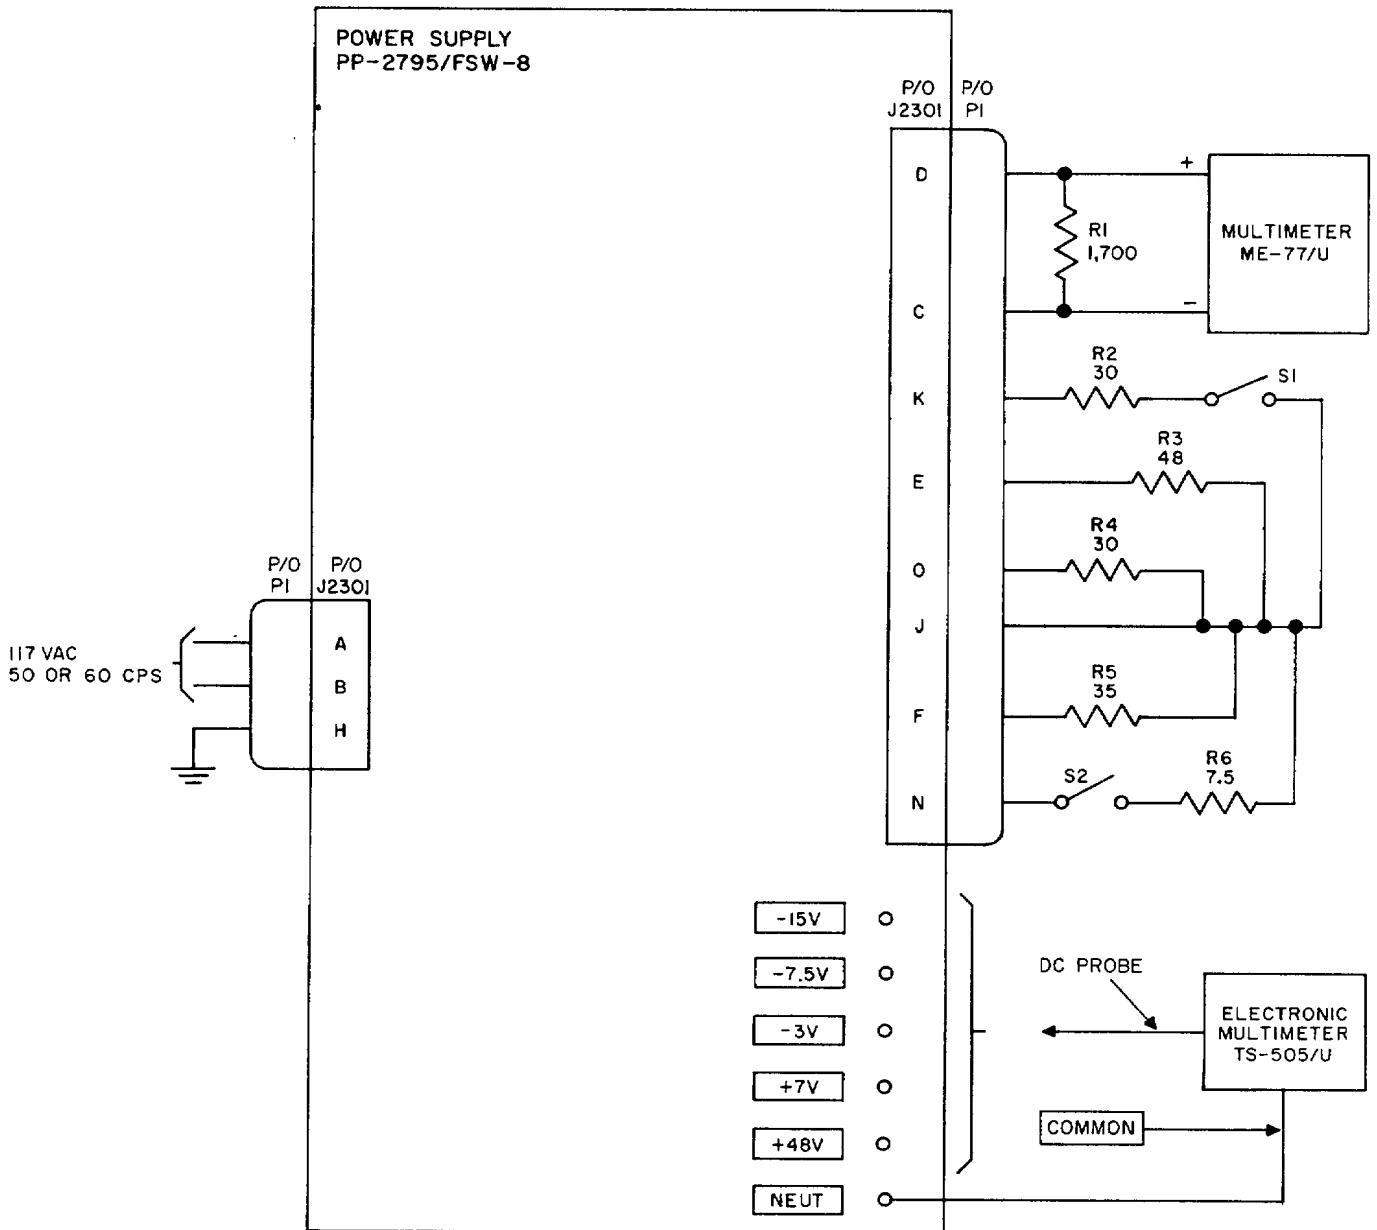 POWER SUPPLY
PP-2795/FSW-8
P/O
J2301
P/O
P1
D
C
K
E
O
J
F
N
+
R1
1,700
-
MULTIMETER
ME-77/U
R2
30
S1
R3
48
R4
30
R5
35
S2
R6
7.5
P/O
P1
P/O
J2301
117 VAC
50 OR 60 CPS
A
B
H
-15V
-7.5V
-3V
+7V
+48V
NEUT
DC PROBE
ELECTRONIC
MULTIMETER
TS-505/U
COMMON